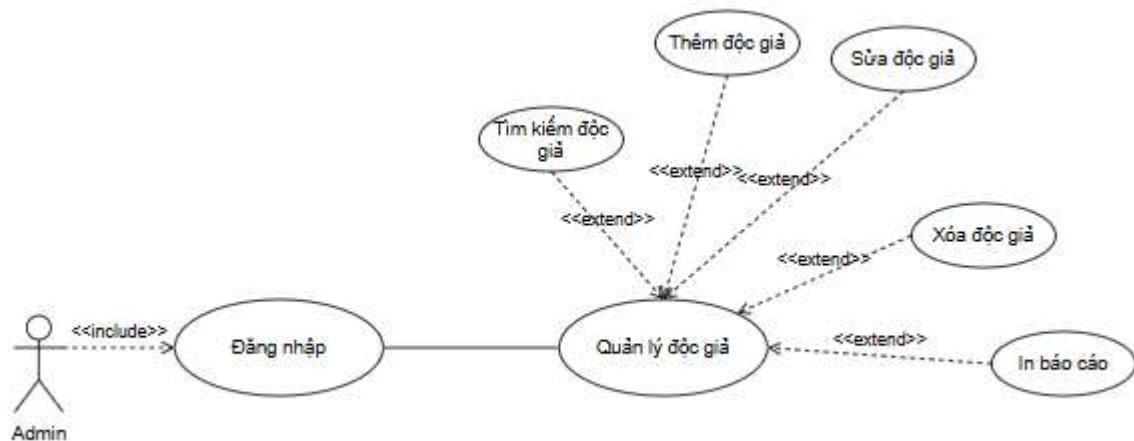 Thêm độc giả
Sửa độc giả
Tìm kiếm độc
giả
<<extend>>
<<extend>>
<<extend>>
Xóa độc giả
<<extend>>
<<include>>
Đăng nhập
Quản lý độc giả
<<extend>>
In báo cáo
Admin